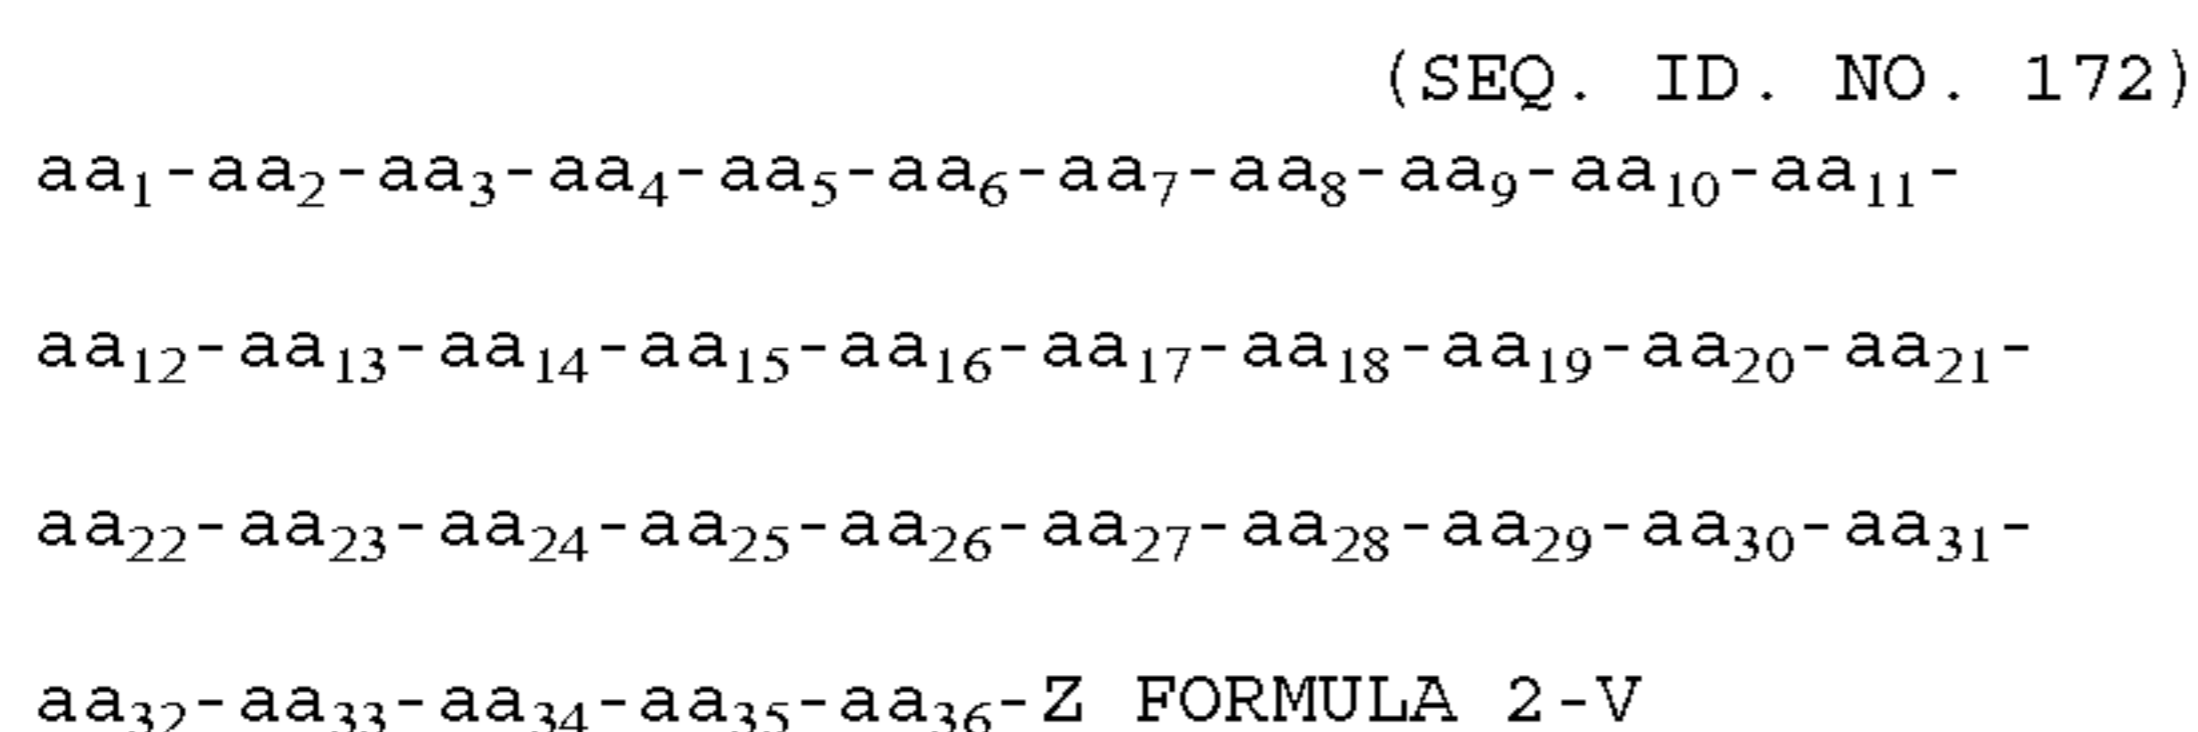 (SEQ. ID. NO. 172)
aa₁-aa₂-aa₃-aa₄-aa₅-aa₆-aa₇-aa₈-aa₉-aa₁₀-aa₁₁-
aa₁₂-aa₁₃-aa₁₄-aa₁₅-aa₁₆-aa₁₇-aa₁₈-aa₁₉-aa₂₀-aa₂₁-
aa₂₂-aa₂₃-aa₂₄-aa₂₅-aa₂₆-aa₂₇-aa₂₈-aa₂₉-aa₃₀-aa₃₁-
aa₃₂-aa₃₃-aa₃₄-aa₃₅-aa₃₆-Z FORMULA 2-V